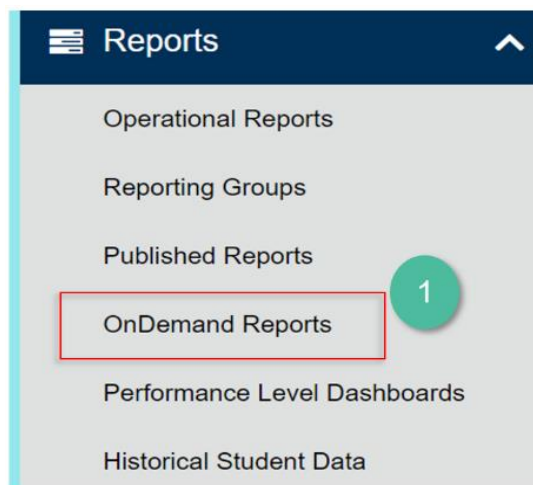 Reports
Operational Reports
Reporting Groups
Published Reports
1
OnDemand Reports
Performance Level Dashboards
Historical Student Data